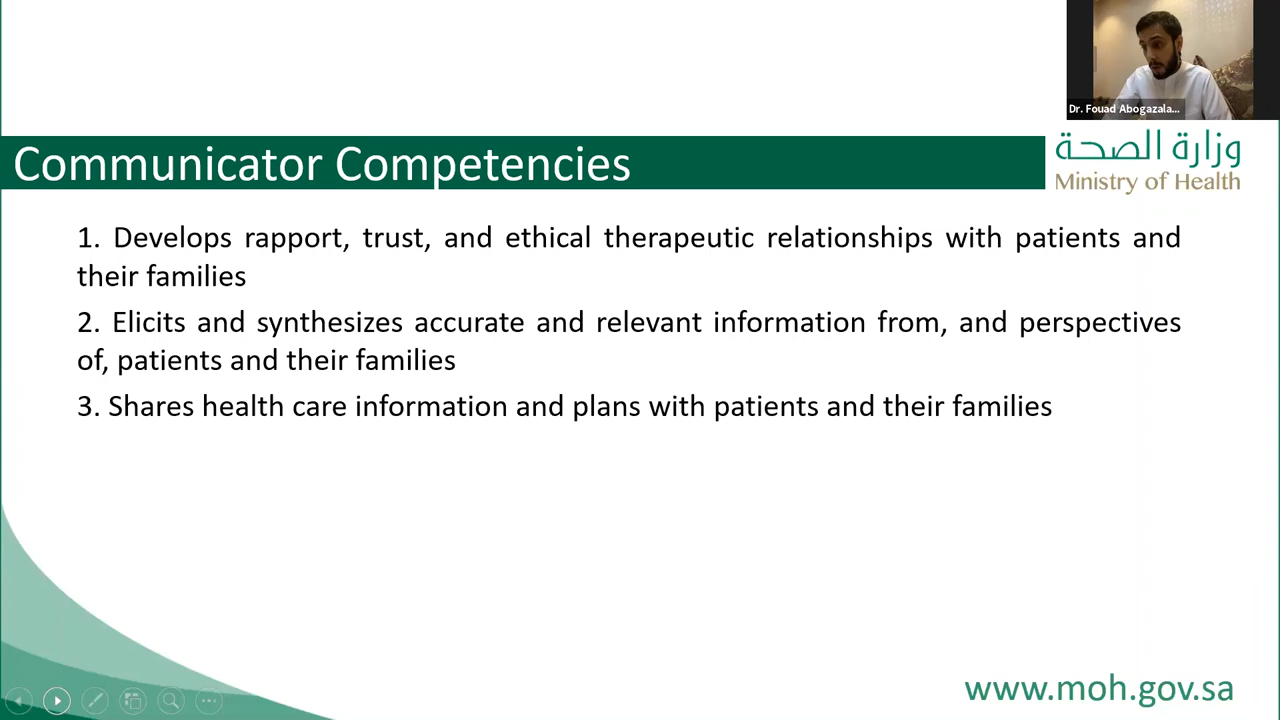 Dr. Fouad Abogazala...
Communicator Competencies
وزارة الصحة
Ministry of Health
1. Develops rapport, trust, and ethical therapeutic relationships with patients and
their families
2. Elicits and synthesizes accurate and relevant information from, and perspectives
of, patients and their families
3. Shares health care information and plans with patients and their families
www.moh.gov.sa